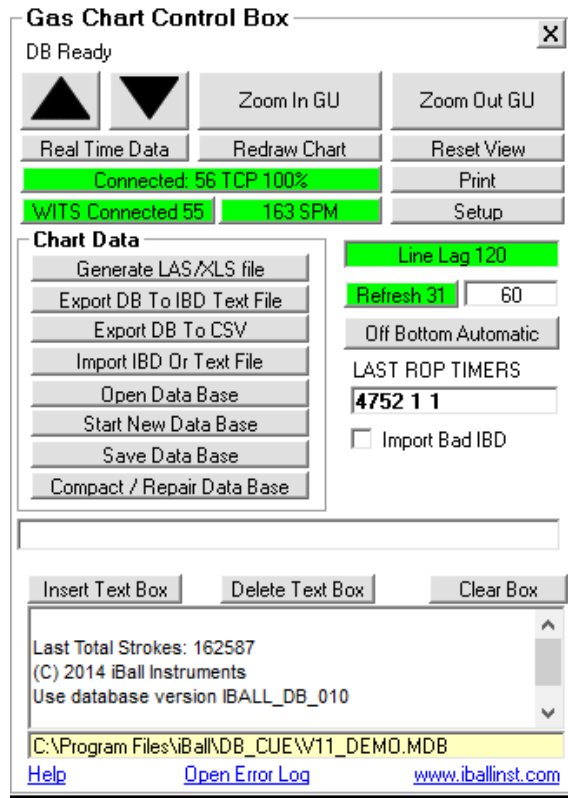 Gas Chart Control Box
X
DB Ready
Zoom In GU
Zoom Out GU
Real Time Data
Redraw Chart
Reset View
Connected: 56 TCP 100%
Print
WITS Connected 55
163 SPM
Setup
Chart Data
Generate LAS/XLS file
Export DB To IBD Text File
Export DB To CSV
Import IBD Or Text File
Open Data Base
Start New Data Base
Save Data Base
Compact / Repair Data Base
Line Lag 120
Refresh 31
60
Off Bottom Automatic
LAST ROP TIMERS
4752 1 1
Import Bad IBD
Insert Text Box
Delete Text Box
Clear Box
Last Total Strokes: 162587
(C) 2014 iBall Instruments
Use database version IBALL_DB_010
C:\Program Files\iBall\DB_CUE\V11_DEMO.MDB
Help
Open Error Log
www.iballinst.com